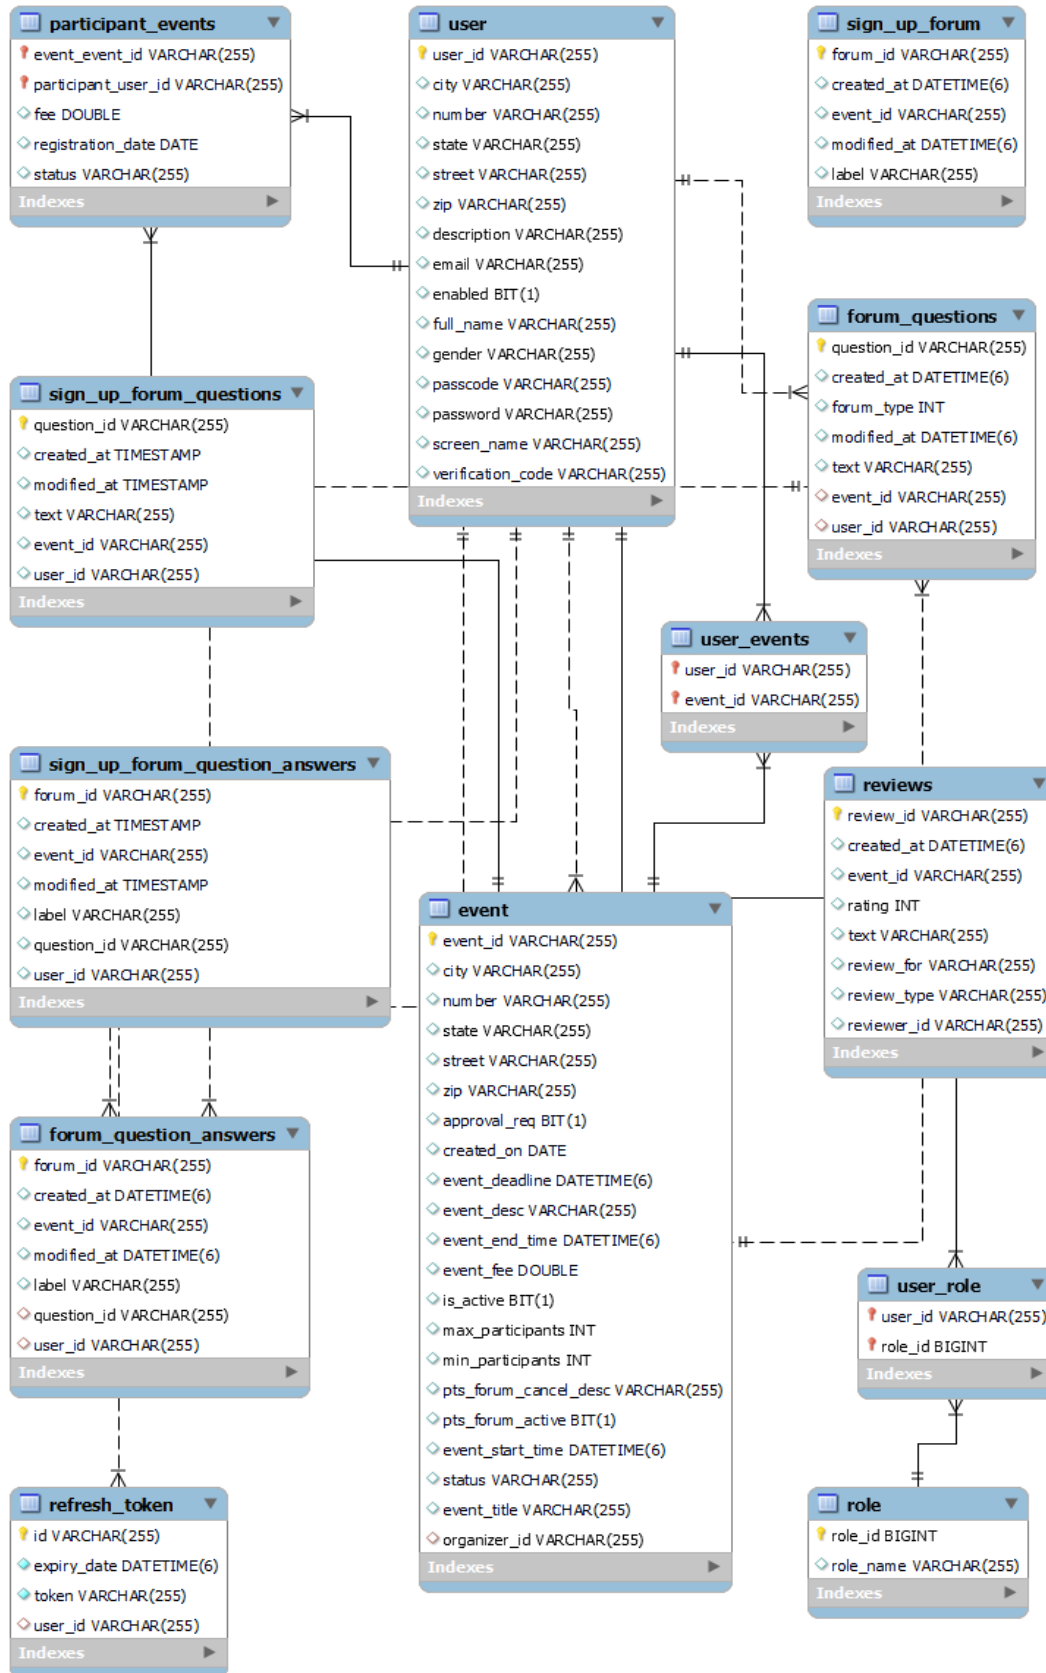 participant_events
event_event_id VARCHAR(255)
participant_user_id VARCHAR(255)
fee DOUBLE
registration_date DATE
status VARCHAR(255)
Indexes
user
user_id VARCHAR(255)
city VARCHAR(255)
number VARCHAR(255)
state VARCHAR(255)
street VARCHAR(255)
zip VARCHAR(255)
description VARCHAR(255)
email VARCHAR(255)
enabled BIT(1)
full_name VARCHAR(255)
gender VARCHAR(255)
passcode VARCHAR(255)
password VARCHAR(255)
screen_name VARCHAR(255)
verification_code VARCHAR(255)
Indexes
sign_up_forum
forum_id VARCHAR(255)
created_at DATETIME(6)
event_id VARCHAR(255)
modified_at DATETIME(6)
label VARCHAR(255)
Indexes
forum_questions
question_id VARCHAR(255)
created_at DATETIME(6)
forum_type INT
modified_at DATETIME(6)
text VARCHAR(255)
event_id VARCHAR(255)
user_id VARCHAR(255)
Indexes
sign_up_forum_questions
question_id VARCHAR(255)
created_at TIMESTAMP
modified_at TIMESTAMP
text VARCHAR(255)
event_id VARCHAR(255)
user_id VARCHAR(255)
Indexes
user_events
user_id VARCHAR(255)
event_id VARCHAR(255)
Indexes
sign_up_forum_question_answers
forum_id VARCHAR(255)
created_at TIMESTAMP
event_id VARCHAR(255)
modified_at TIMESTAMP
label VARCHAR(255)
question_id VARCHAR(255)
user_id VARCHAR(255)
Indexes
reviews
review_id VARCHAR(255)
created_at DATETIME(6)
event_id VARCHAR(255)
rating INT
text VARCHAR(255)
review_for VARCHAR(255)
review_type VARCHAR(255)
reviewer_id VARCHAR(255)
Indexes
event
event_id VARCHAR(255)
city VARCHAR(255)
number VARCHAR(255)
state VARCHAR(255)
street VARCHAR(255)
zip VARCHAR(255)
approval_req BIT(1)
created_on DATE
event_deadline DATETIME(6)
event_desc VARCHAR(255)
event_end_time DATETIME(6)
event_fee DOUBLE
is_active BIT(1)
max_participants INT
min_participants INT
pts_forum_cancel_desc VARCHAR(255)
pts_forum_active BIT(1)
event_start_time DATETIME(6)
status VARCHAR(255)
event_title VARCHAR(255)
organizer_id VARCHAR(255)
Indexes
forum_question_answers
forum_id VARCHAR(255)
created_at DATETIME(6)
event_id VARCHAR(255)
modified_at DATETIME(6)
label VARCHAR(255)
question_id VARCHAR(255)
user_id VARCHAR(255)
Indexes
user_role
user_id VARCHAR(255)
role_id BIGINT
Indexes
refresh_token
id VARCHAR(255)
expiry_date DATETIME(6)
token VARCHAR(255)
user_id VARCHAR(255)
Indexes
role
role_id BIGINT
role_name VARCHAR(255)
Indexes